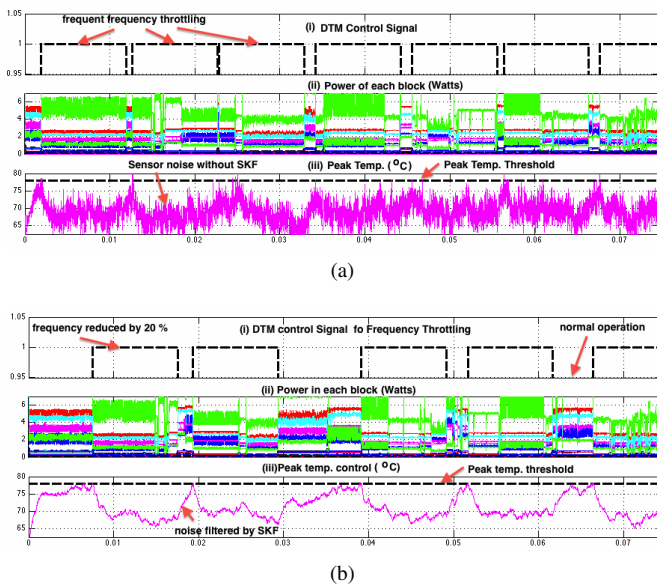 frequent frequency throttling
(i) DTM Control Signal
1.05
1
0.95
(ii) Power of each block (Watts)
6
4
2
0
Sensor noise without SKF
(iii) Peak Temp. (°C)
Peak Temp. Threshold
80
75
70
65
0
0.01
0.02
0.03
0.04
0.05
0.06
0.07
(a)
1.05
frequency reduced by 20 %
(i) DTM control Signal fo Frequency Throttling
normal operation
1
0.95
(ii) Power in each block (Watts)
6
4
2
0
(iii)Peak temp. control (°C)
Peak temp. threshold
80
75
70
65
noise filtered by SKF
0
0.01
0.02
0.03
0.04
0.05
0.06
0.07
(b)